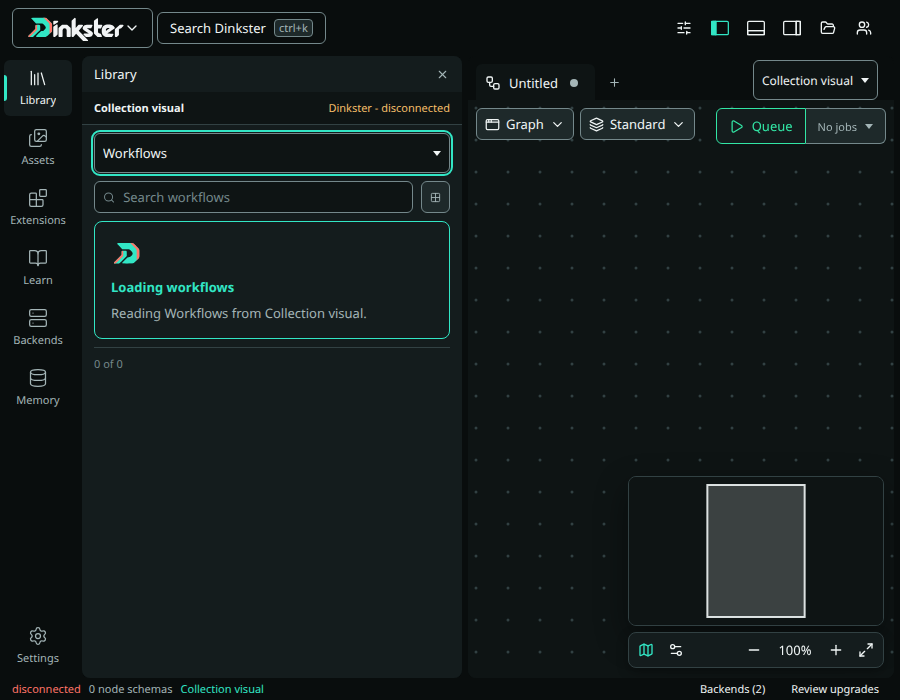 Dinkster
Search Dinkster ctrl+k
Library
Assets
Extensions
Learn
Backends
Memory
Settings
Library
Collection visual Dinkster - disconnected
Workflows
Search workflows
Loading workflows
Reading Workflows from Collection visual.
0 of 0
Untitled
Collection visual
Graph
Standard
Queue
No jobs
100%
disconnected 0 node schemas Collection visual
Backends (2) Review upgrades